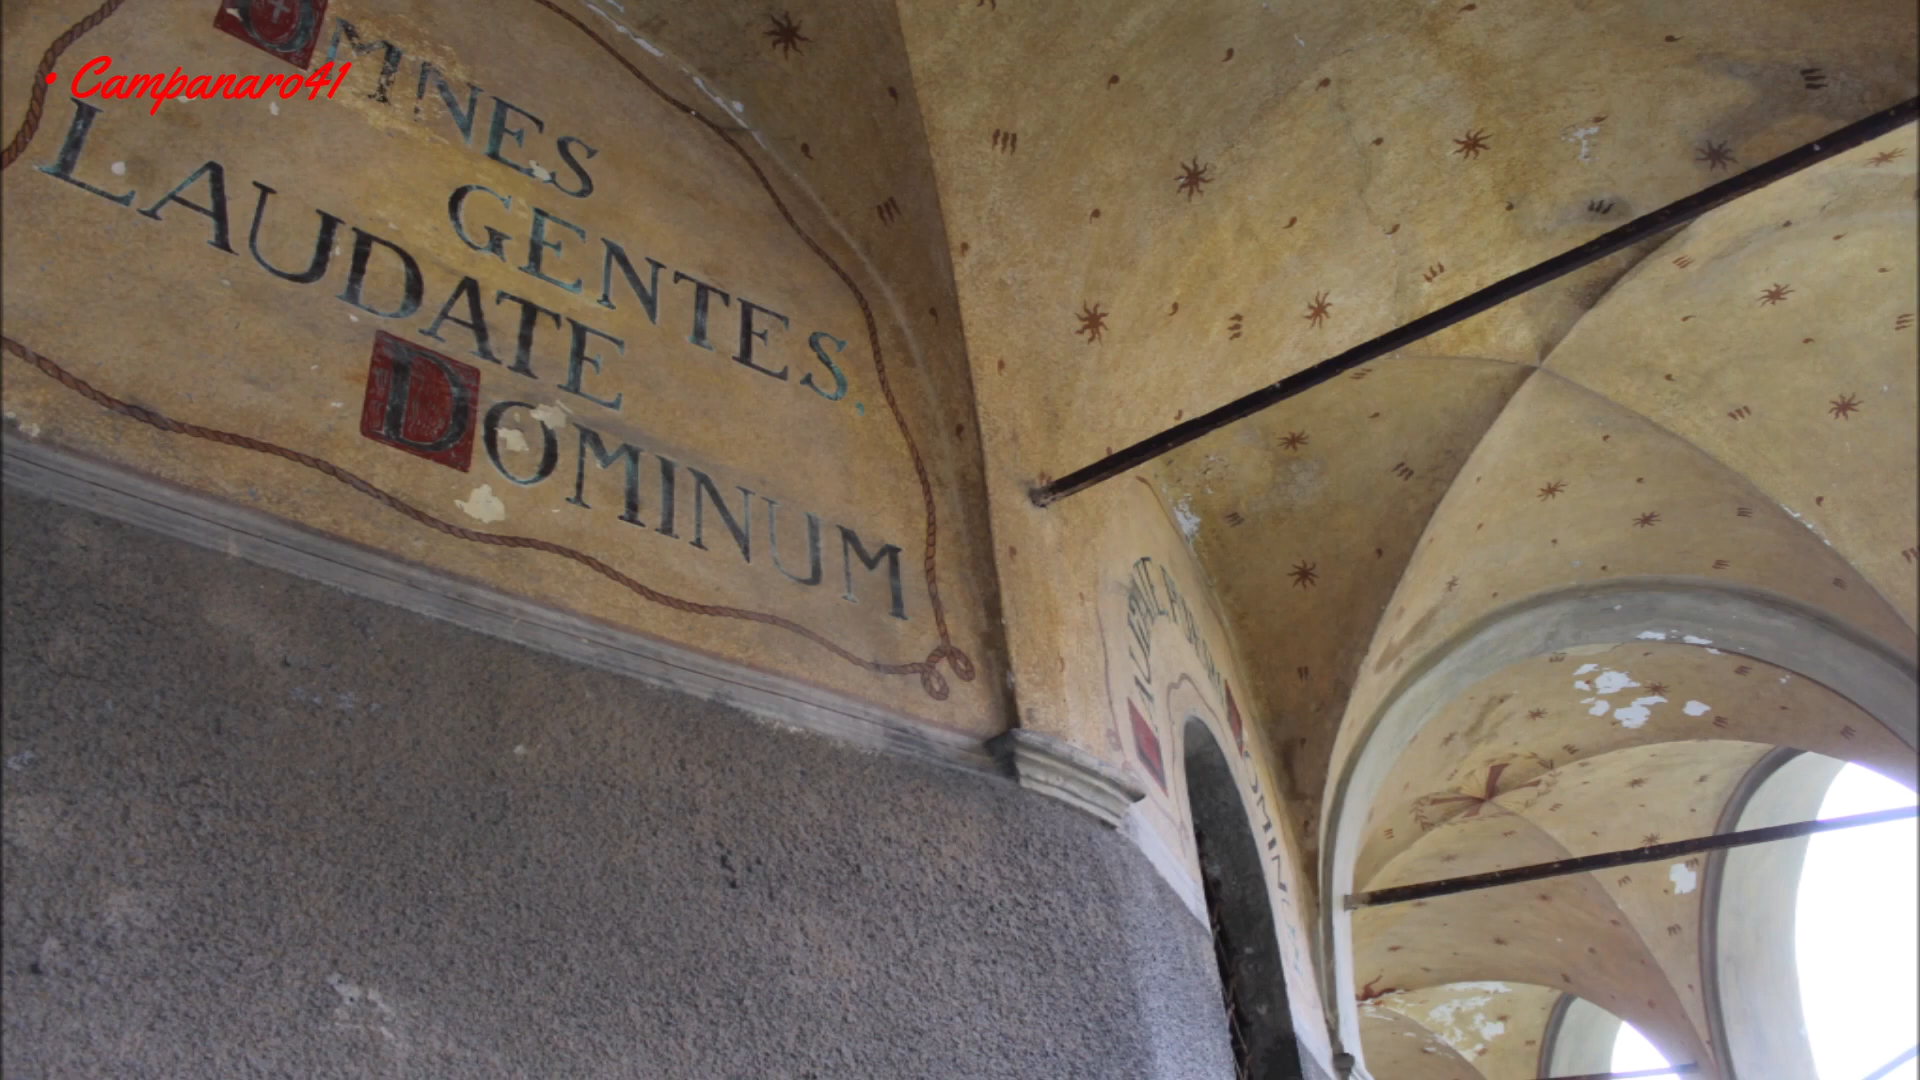 • Campanaro41
OMNES
GENTES,
LAUDATE
DOMINUM